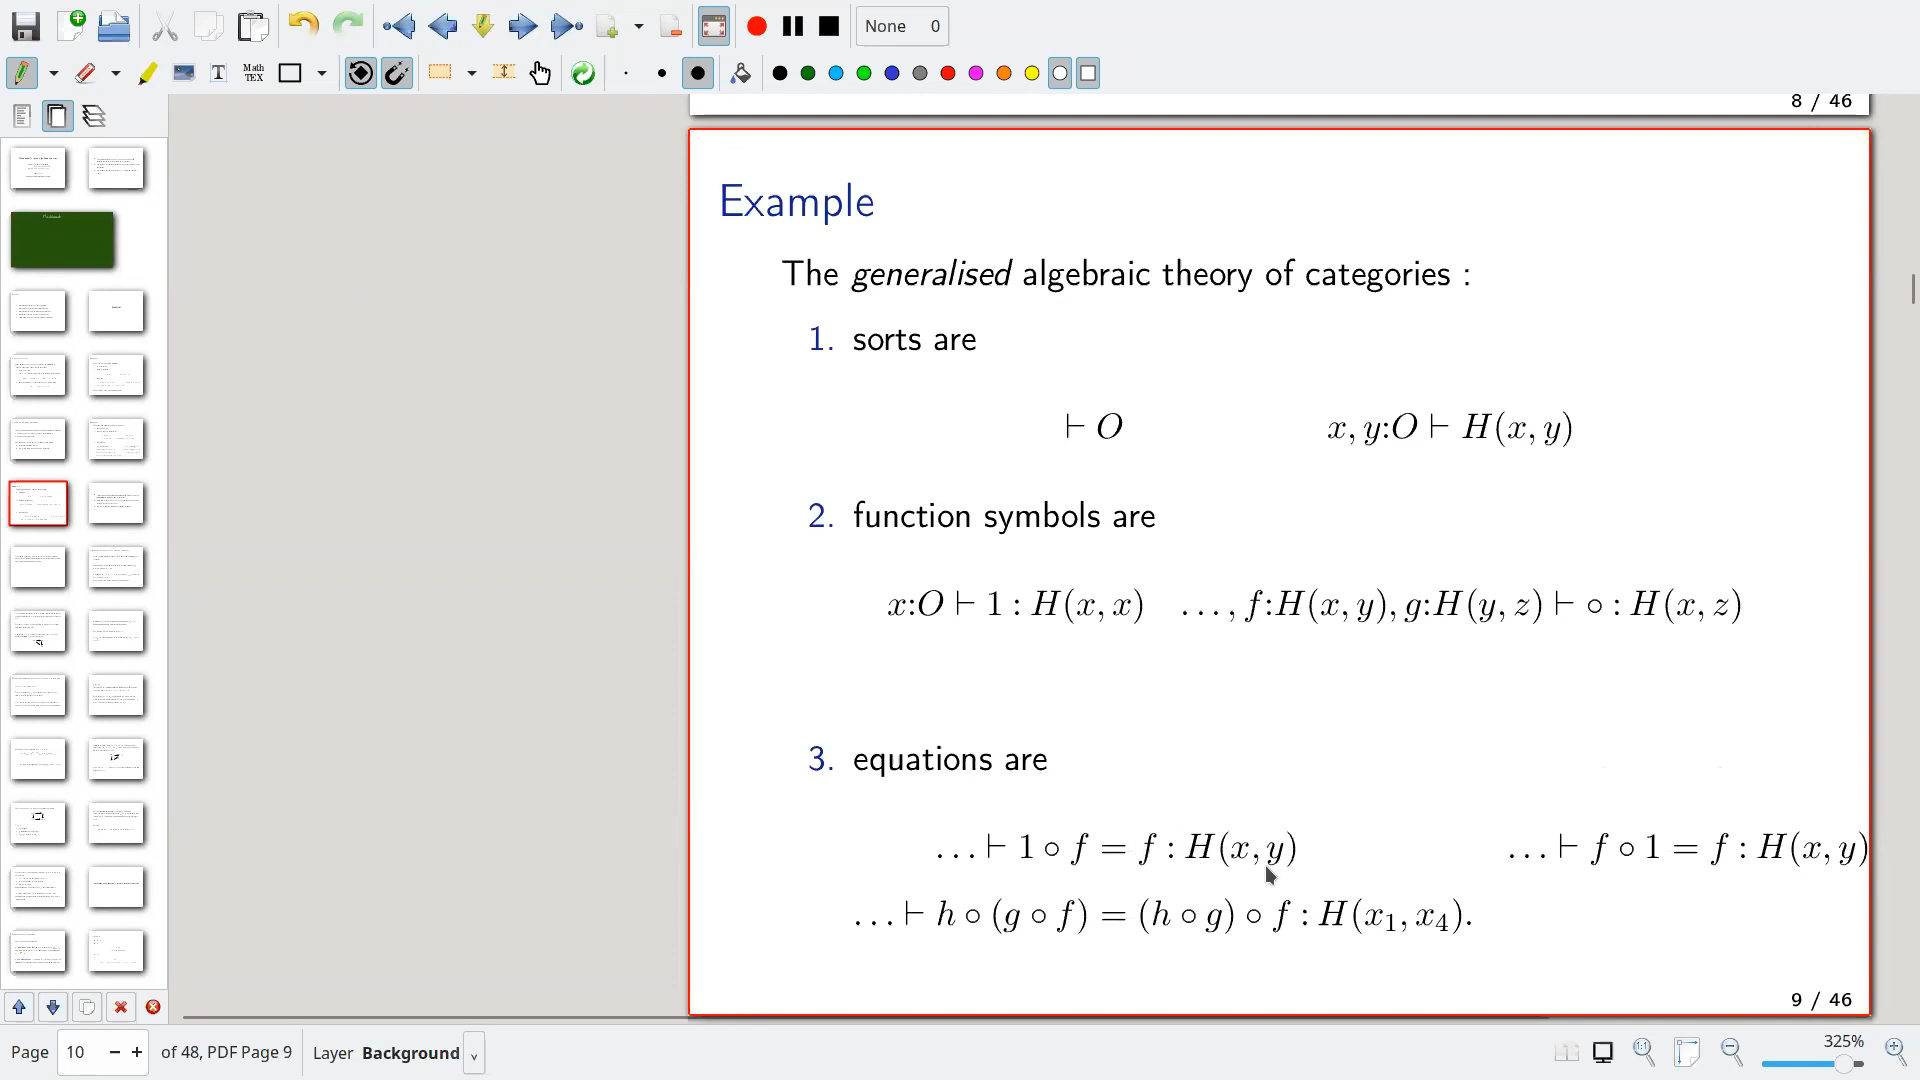 None 0
Math
TEX
8 / 46
Example
The generalised algebraic theory of categories :
1. sorts are
⊢ O x, y:O ⊢ H(x, y)
2. function symbols are
x:O ⊢ 1 : H(x, x) ..., f:H(x, y), g:H(y, z) ⊢ ∘ : H(x, z)
3. equations are
... ⊢ 1 ∘ f = f : H(x, y) ... ⊢ f ∘ 1 = f : H(x, y)
... ⊢ h ∘ (g ∘ f) = (h ∘ g) ∘ f : H(x₁, x₄).
9 / 46
Page 10 − + of 48, PDF Page 9 Layer Background 325%